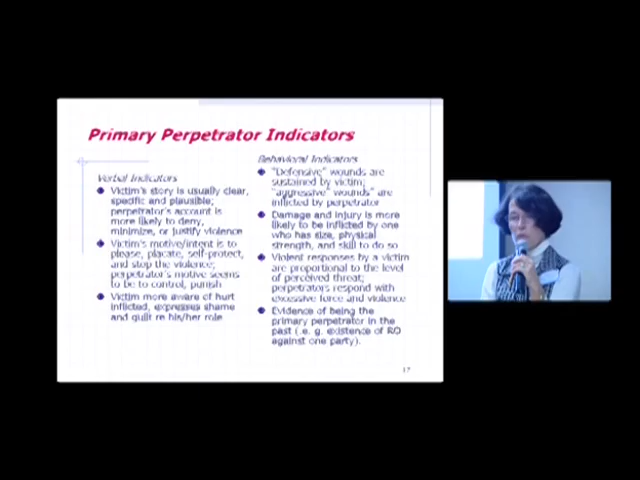 Primary Perpetrator Indicators
Verbal Indicators
Victim's story is usually clear,
specific and plausible;
perpetrator's account is
more likely to deny,
minimize, or justify violence
Victim's motive/intent is to
please, placate, self-protect,
and stop the violence;
perpetrator's motive seems
to be to control, punish
Victim more aware of hurt
inflicted, expresses shame
and guilt re his/her role
Behavioral Indicators
"Defensive" wounds are
sustained by victim;
"aggressive wounds" are
inflicted by perpetrator
Damage and injury is more
likely to be inflicted by one
who has size, physical
strength, and skill to do so
Violent responses by a victim
are proportional to the level
of perceived threat;
perpetrators respond with
excessive force and violence
Evidence of being the
primary perpetrator in the
past (.e. g. existence of RO
against one party).
17